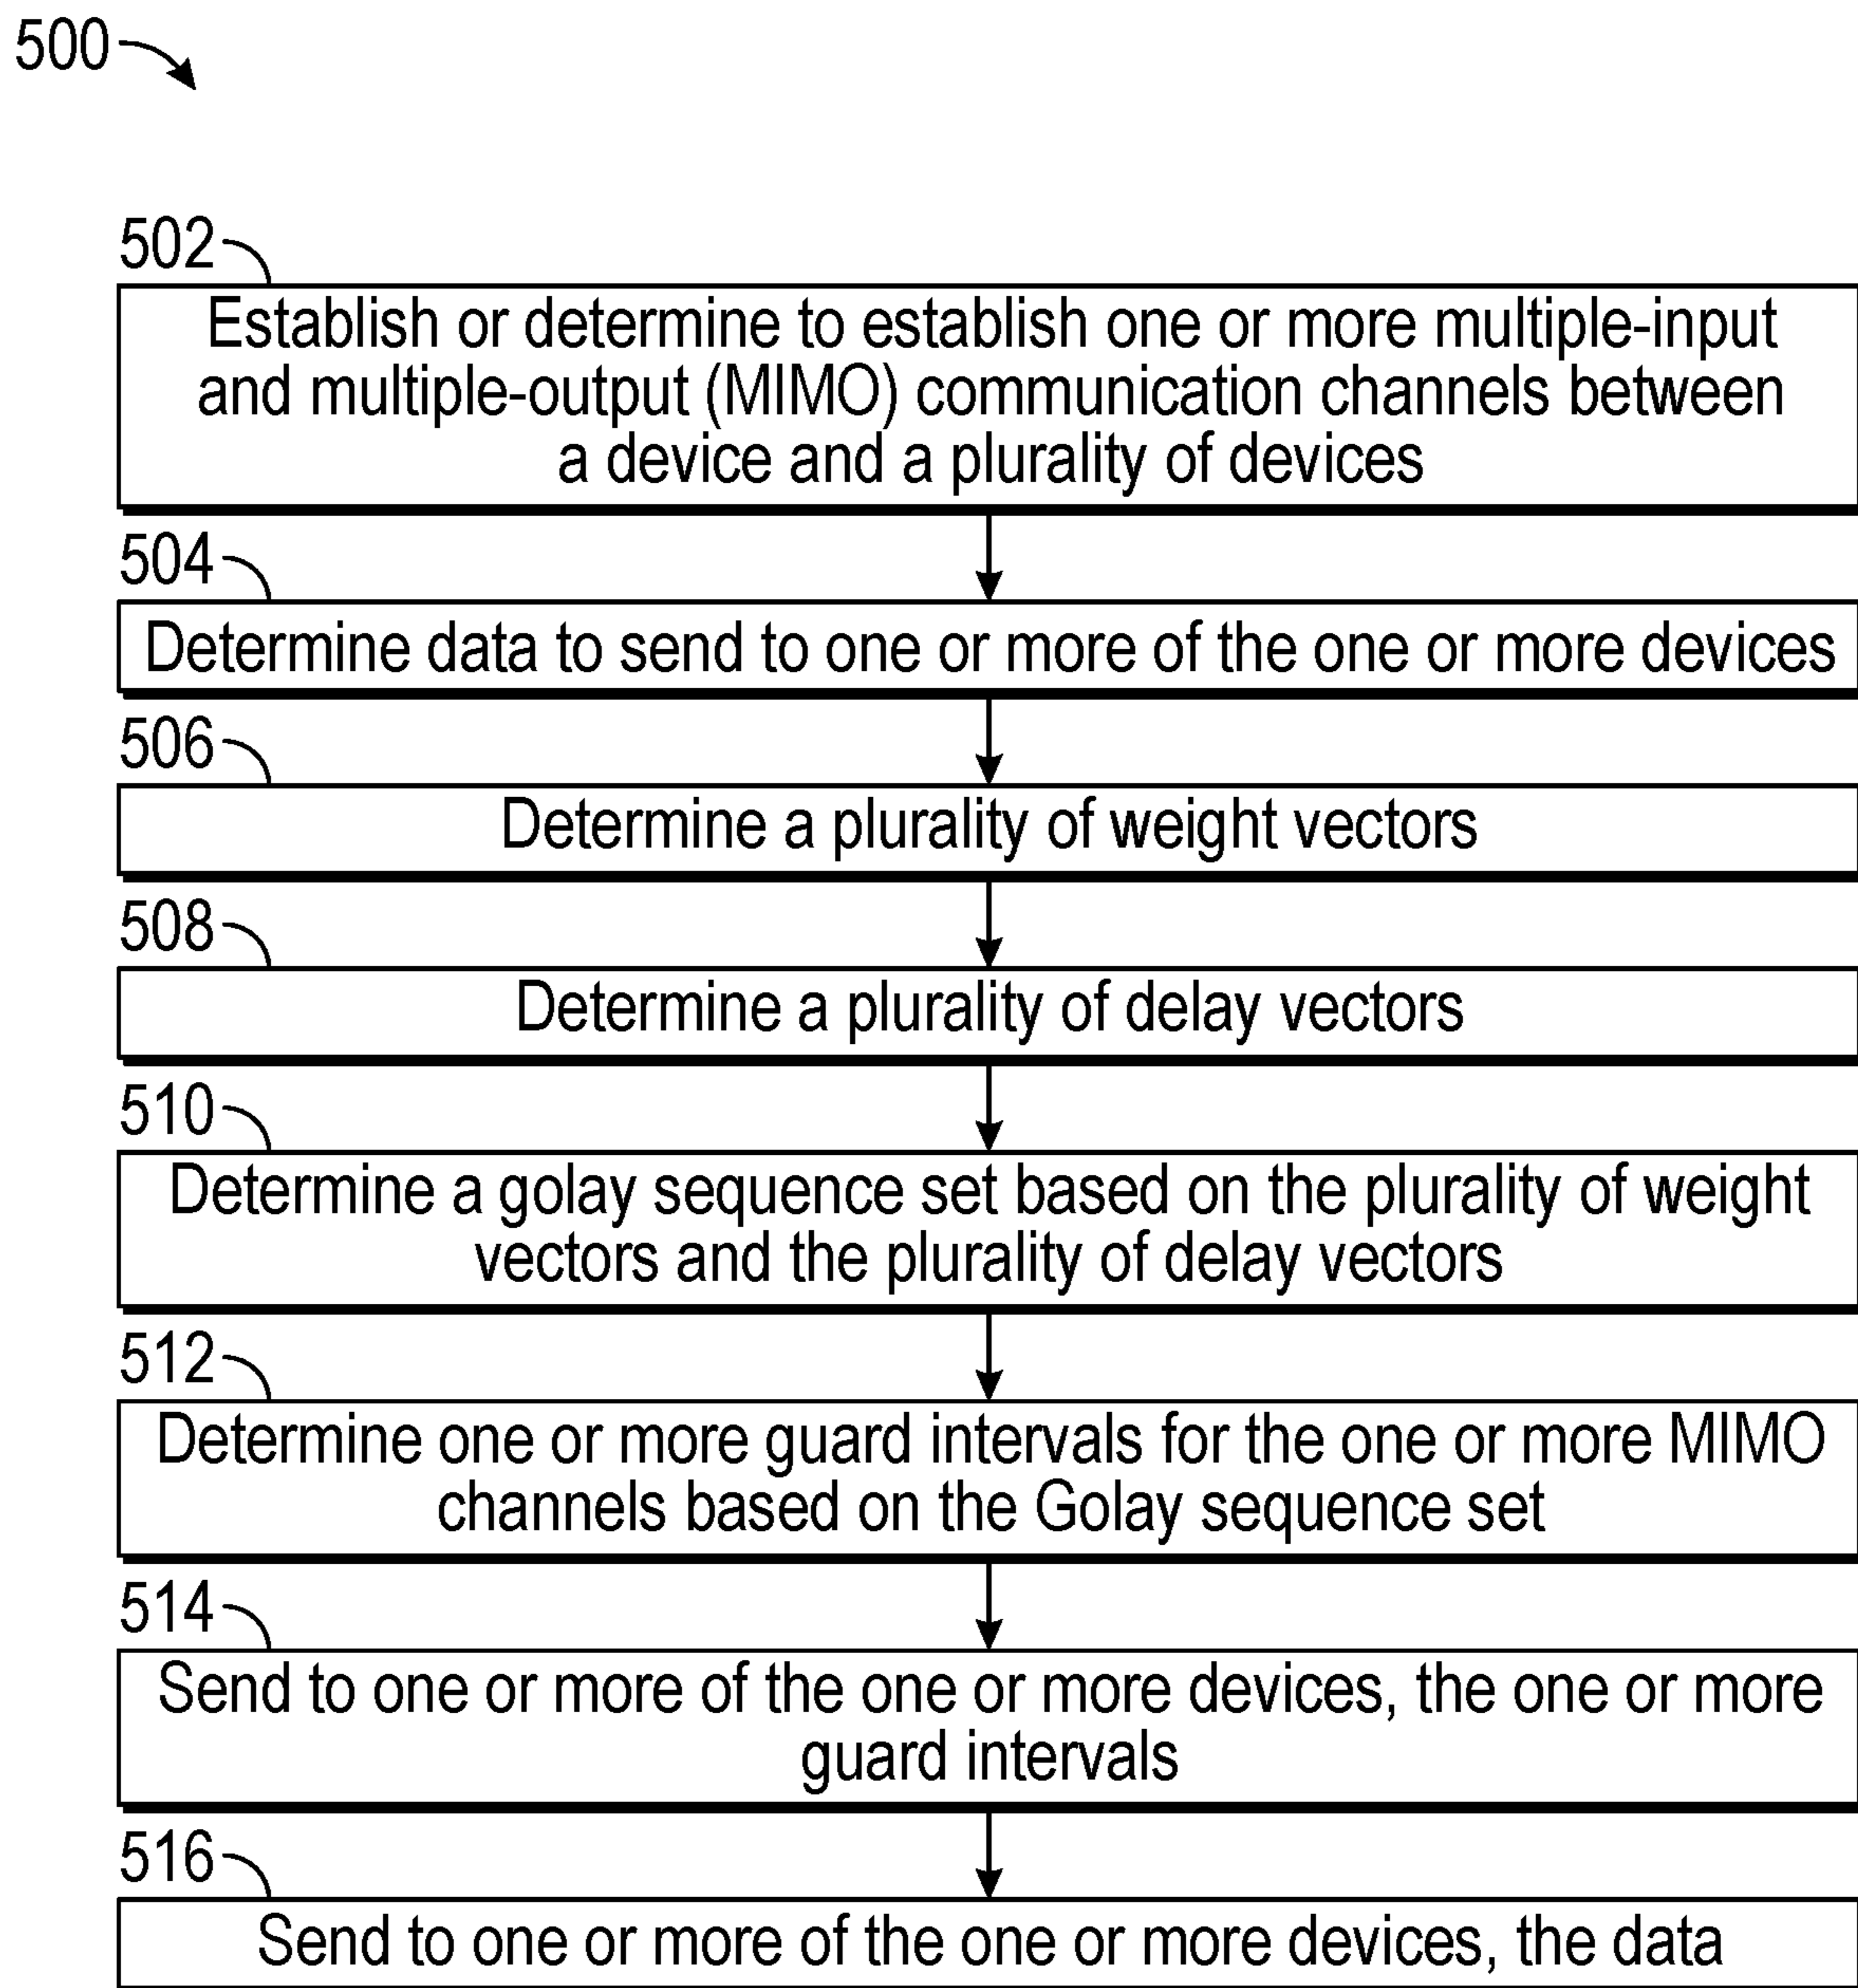 500
502
Establish or determine to establish one or more multiple-input
and multiple-output (MIMO) communication channels between
a device and a plurality of devices
504
Determine data to send to one or more of the one or more devices
506
Determine a plurality of weight vectors
508
Determine a plurality of delay vectors
510
Determine a golay sequence set based on the plurality of weight
vectors and the plurality of delay vectors
512
Determine one or more guard intervals for the one or more MIMO
channels based on the Golay sequence set
514
Send to one or more of the one or more devices, the one or more
guard intervals
516
Send to one or more of the one or more devices, the data